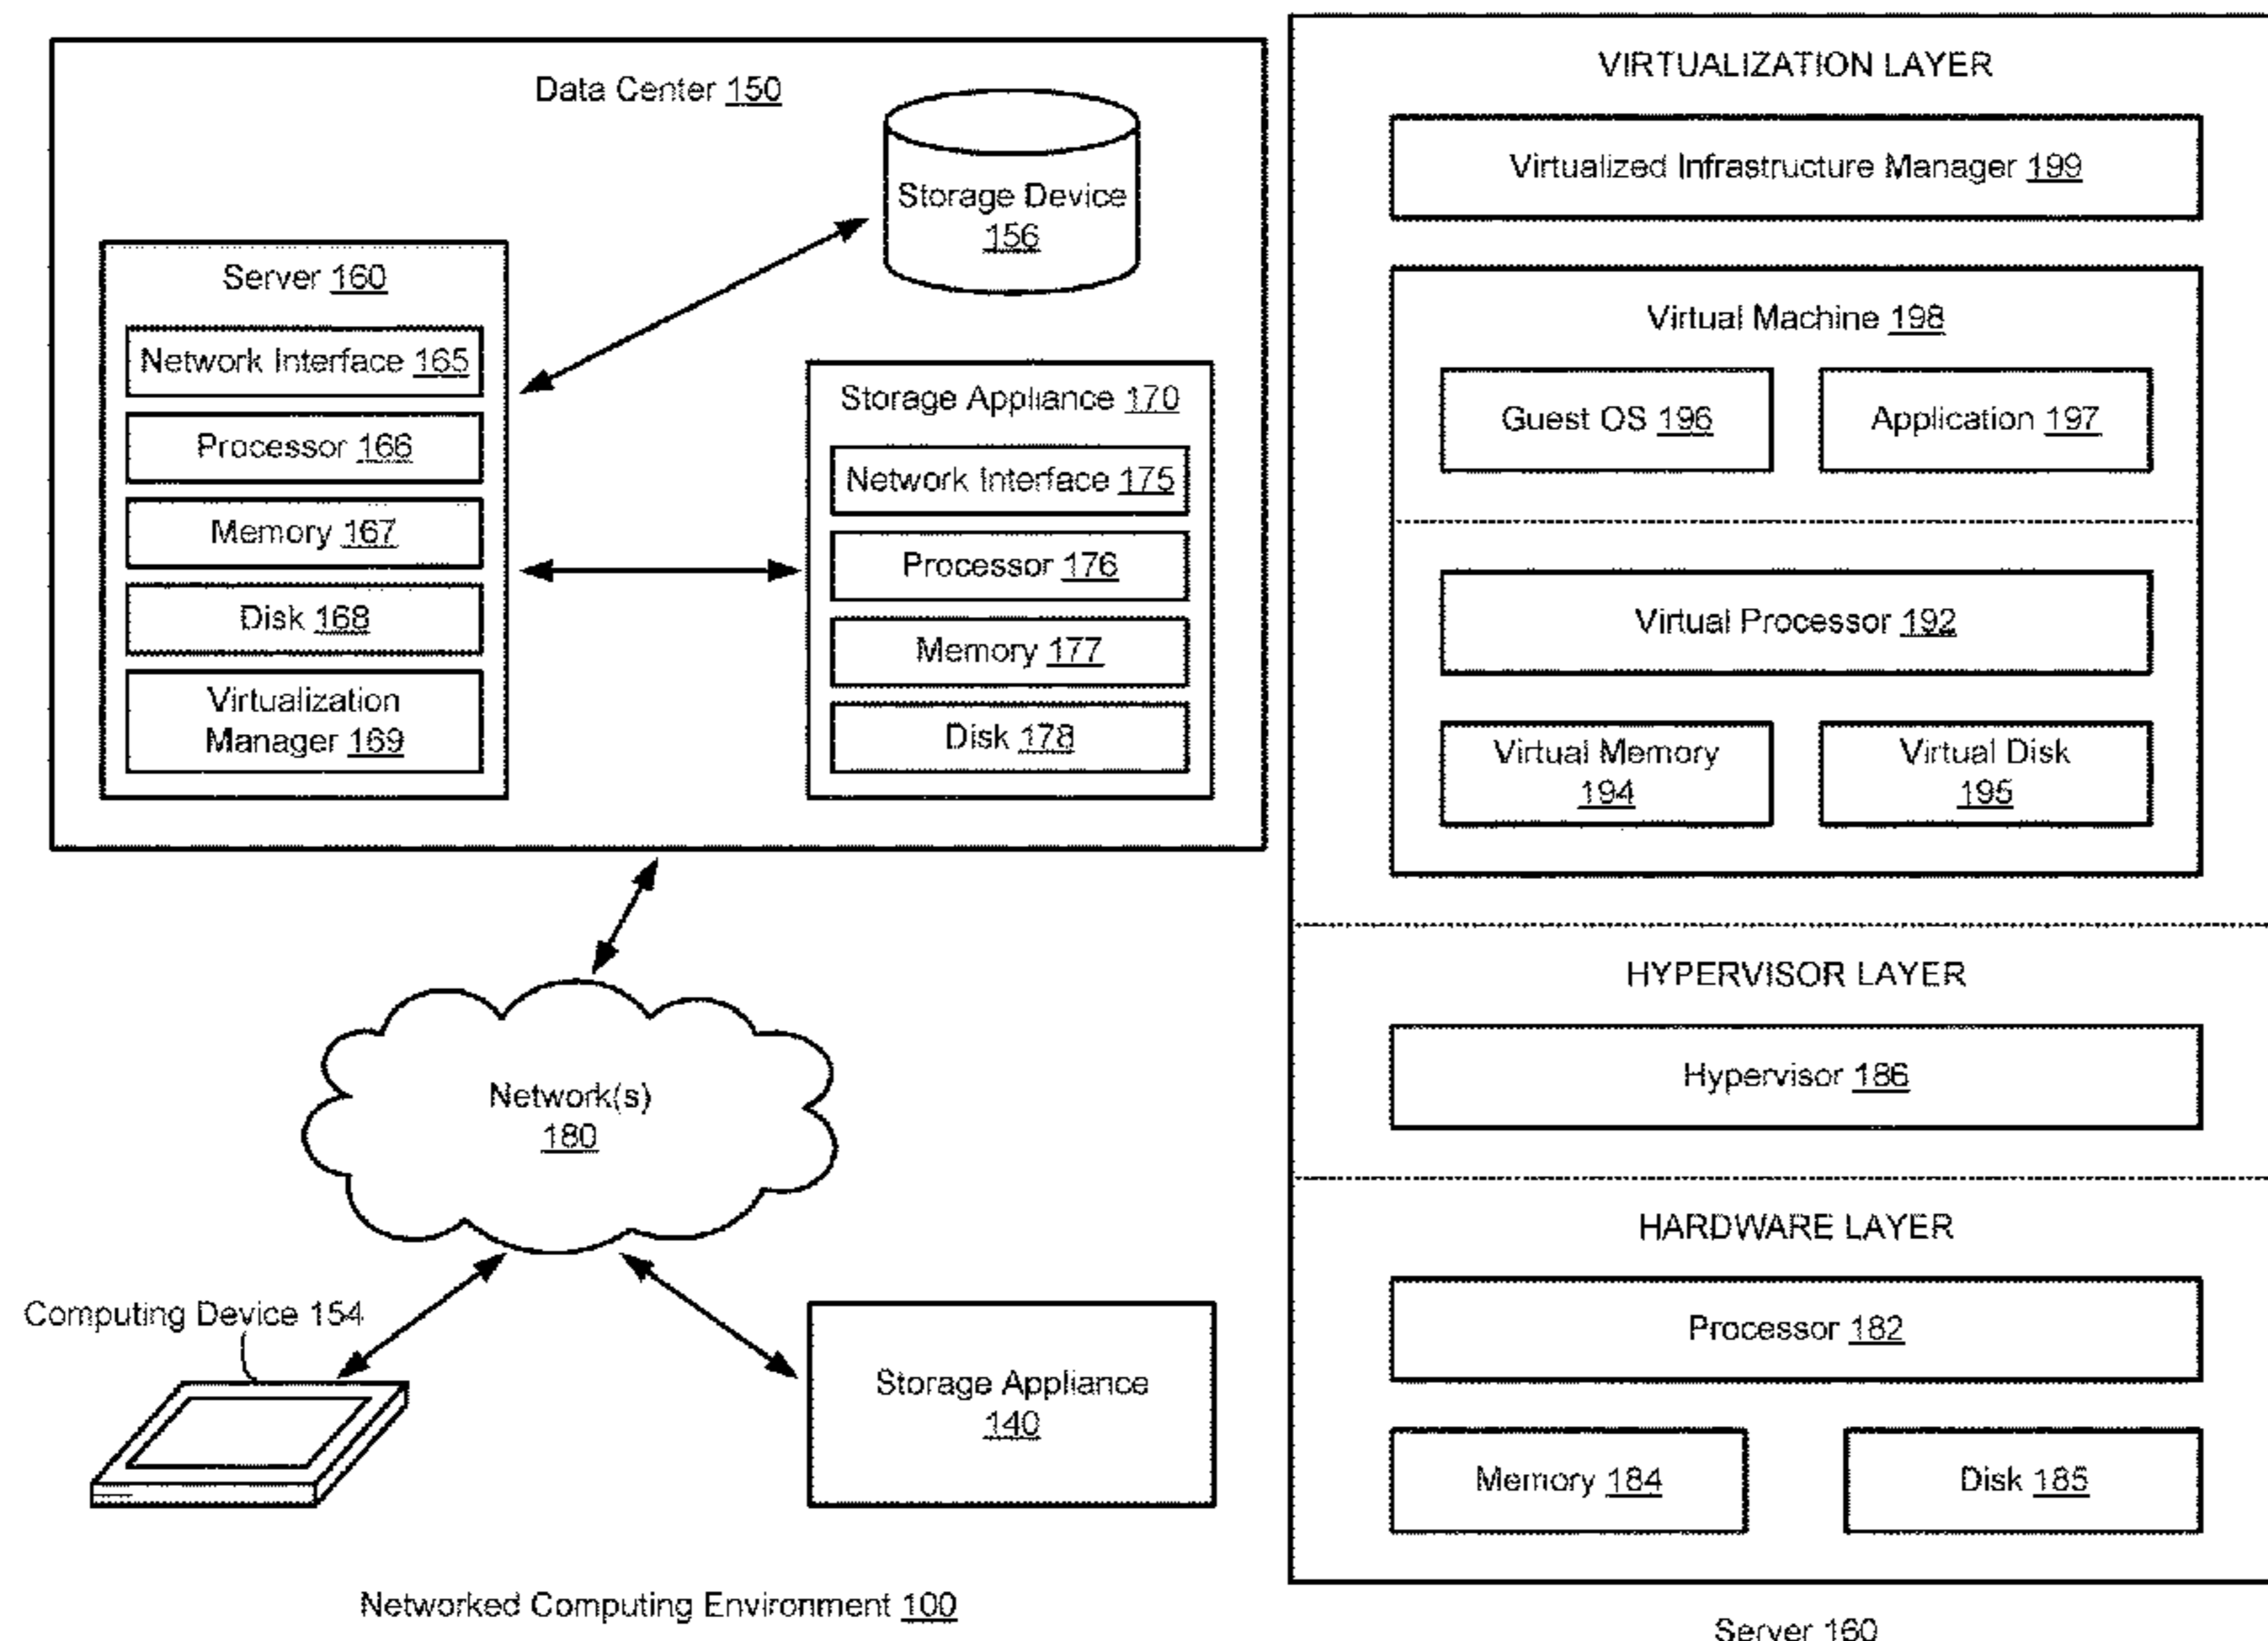 Data Center 150
Storage Device
156
Server 160
Network Interface 165
Processor 166
Memory 167
Disk 168
Virtualization
Manager 169
Storage Appliance 170
Network Interface 175
Processor 176
Memory 177
Disk 178
Network(s)
180
Computing Device 154
Storage Appliance
140
Networked Computing Environment 100
VIRTUALIZATION LAYER
Virtualized Infrastructure Manager 199
Virtual Machine 198
Guest OS 196
Application 197
Virtual Processor 192
Virtual Memory
194
Virtual Disk
195
HYPERVISOR LAYER
Hypervisor 186
HARDWARE LAYER
Processor 182
Memory 184
Disk 185
Server 160